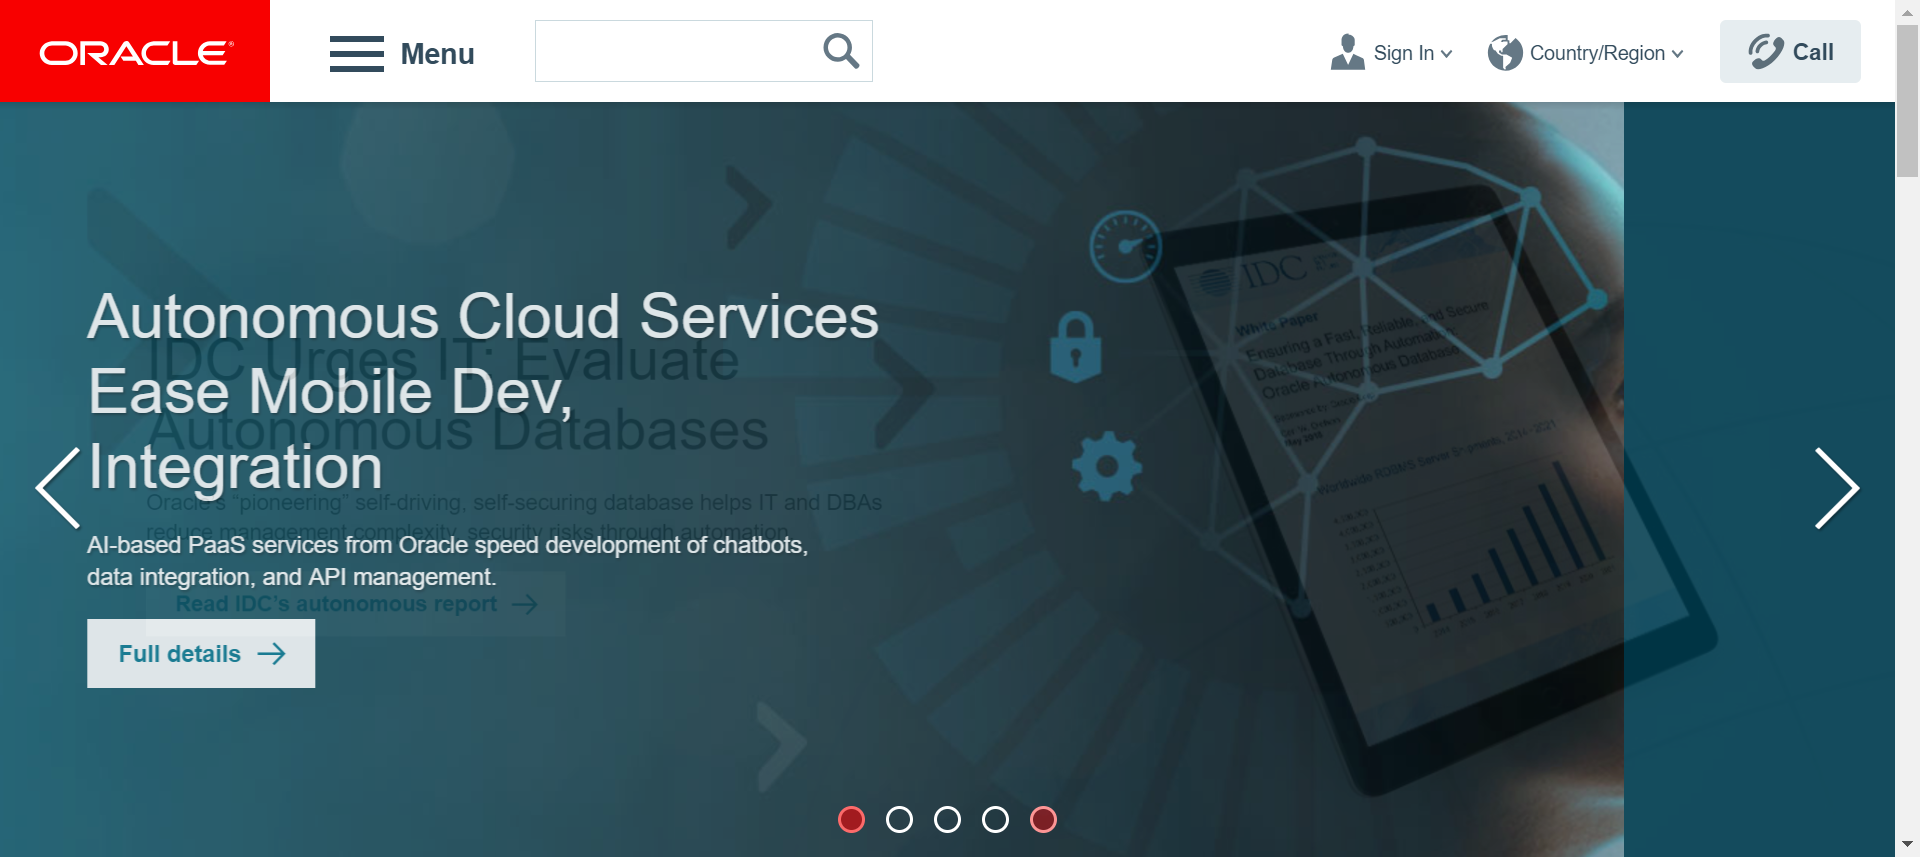 ORACLE®
Menu
Sign In
Country/Region
Call
Autonomous Cloud Services
Ease Mobile Dev,
Integration
AI-based PaaS services from Oracle speed development of chatbots,
data integration, and API management.
Full details
IDC Urges IT: Evaluate
Autonomous Databases
Oracle's “pioneering” self-driving, self-securing database helps IT and DBAs
reduce management complexity, security risks through automation.
Read IDC's autonomous report
IDC
White Paper
Ensuring a Fast, Reliable, and Secure
Database Through Automation:
Oracle Autonomous Database
May 2018
Worldwide RDBMS Server Shipments, 2014-2021